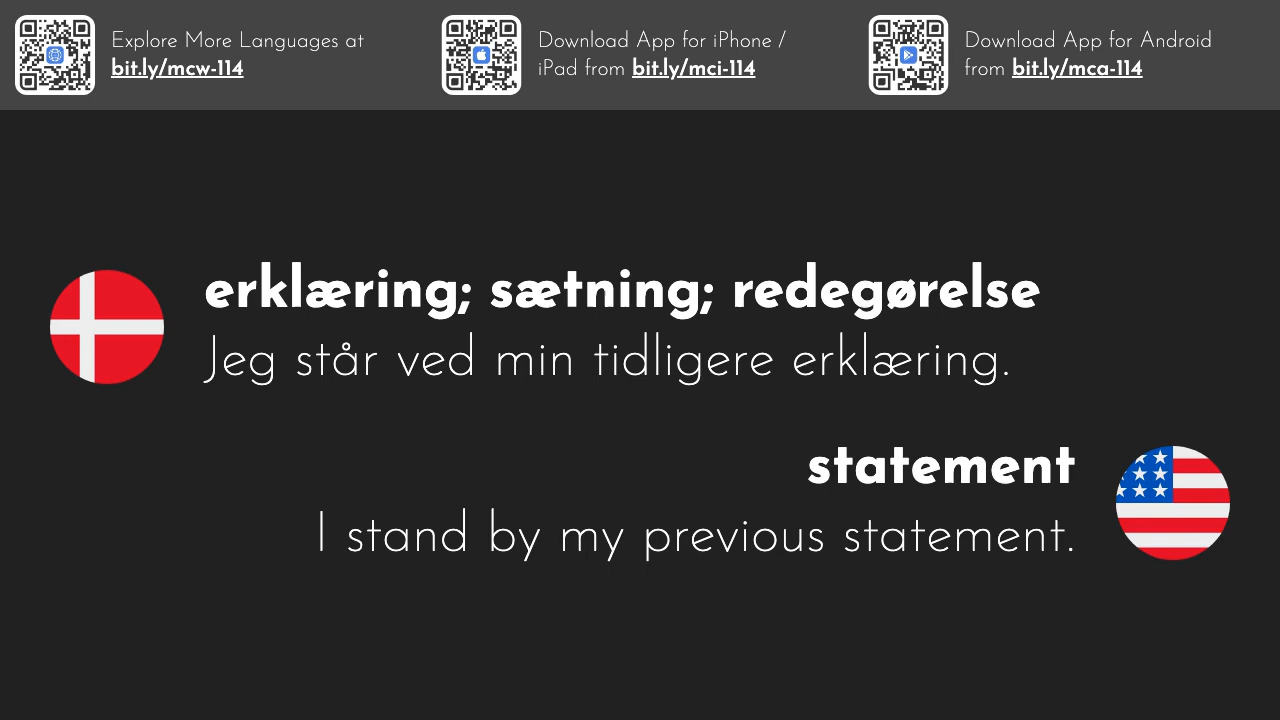 Explore More Languages at
bit.ly/mcw-114
Download App for iPhone /
iPad from bit.ly/mci-114
Download App for Android
from bit.ly/mca-114
erklæring; sætning; redegørelse
Jeg står ved min tidligere erklæring.
statement
I stand by my previous statement.